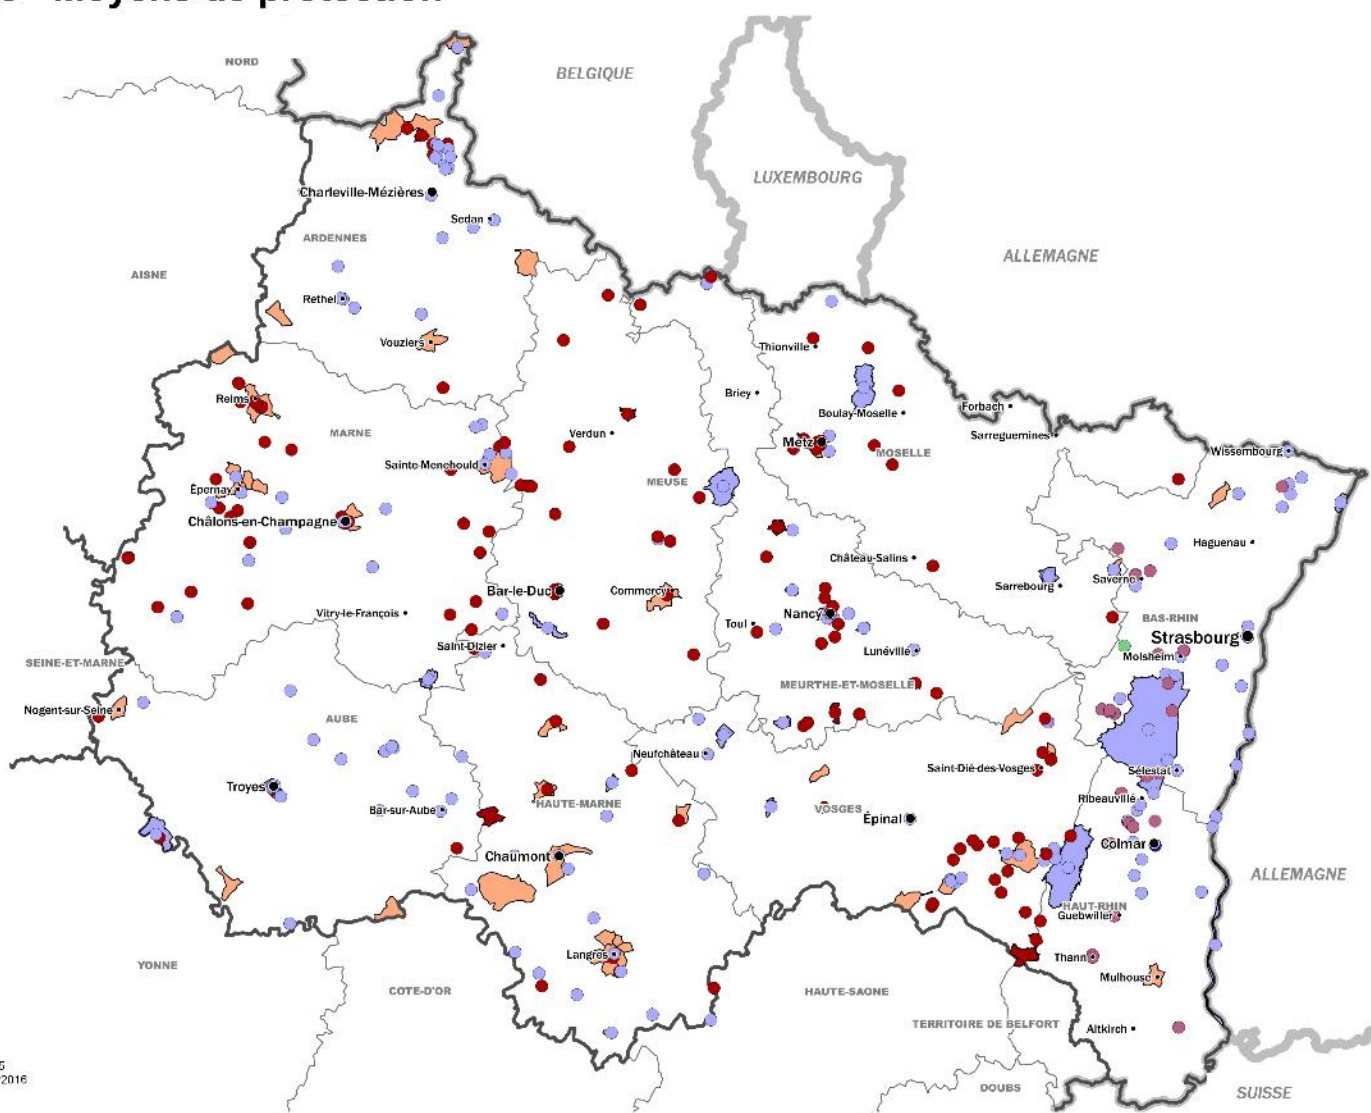 NORD
BELGIQUE
LUXEMBOURG
Charleville-Mézières
Sedan
ARDENNES
ALLEMAGNE
AISNE
Rethel
Vouziers
Thionville
Briey
Boulay-Moselle
Forbach
Reims
MARNE
Verdun
Metz
MOSELLE
Sarreguemines
Wissembourg
Sainte-Menehould
MEUSE
Épernay
Châlons-en-Champagne
Haguenau
Château-Salins
Saverne
Sarrebourg
Bar-le-Duc
Commercy
Vitry-le-François
Nancy
Toul
BAS-RHIN
Strasbourg
Saint-Dizier
Lunéville
Molsheim
SEINE-ET-MARNE
MEURTHE-ET-MOSELLE
Nogent-sur-Seine
AUBE
Neufchâteau
Saint-Dié-des-Vosges
Sélestat
Troyes
HAUTE-MARNE
Ribeauvillé
Bar-sur-Aube
VOSGES
Épinal
Colmar
Chaumont
ALLEMAGNE
HAUT-RHIN
Guebwiller
Langres
Thann
YONNE
Mulhouse
COTE-D'OR
HAUTE-SAONE
TERRITOIRE DE BELFORT
Altkirch
2016
DOUBS
SUISSE